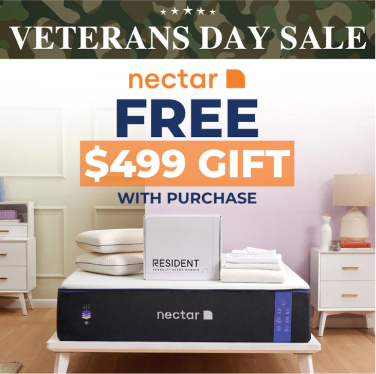 VETERANS DAY SALE
nectar
FREE
$499 GIFT
WITH PURCHASE
RESIDENT
nectar